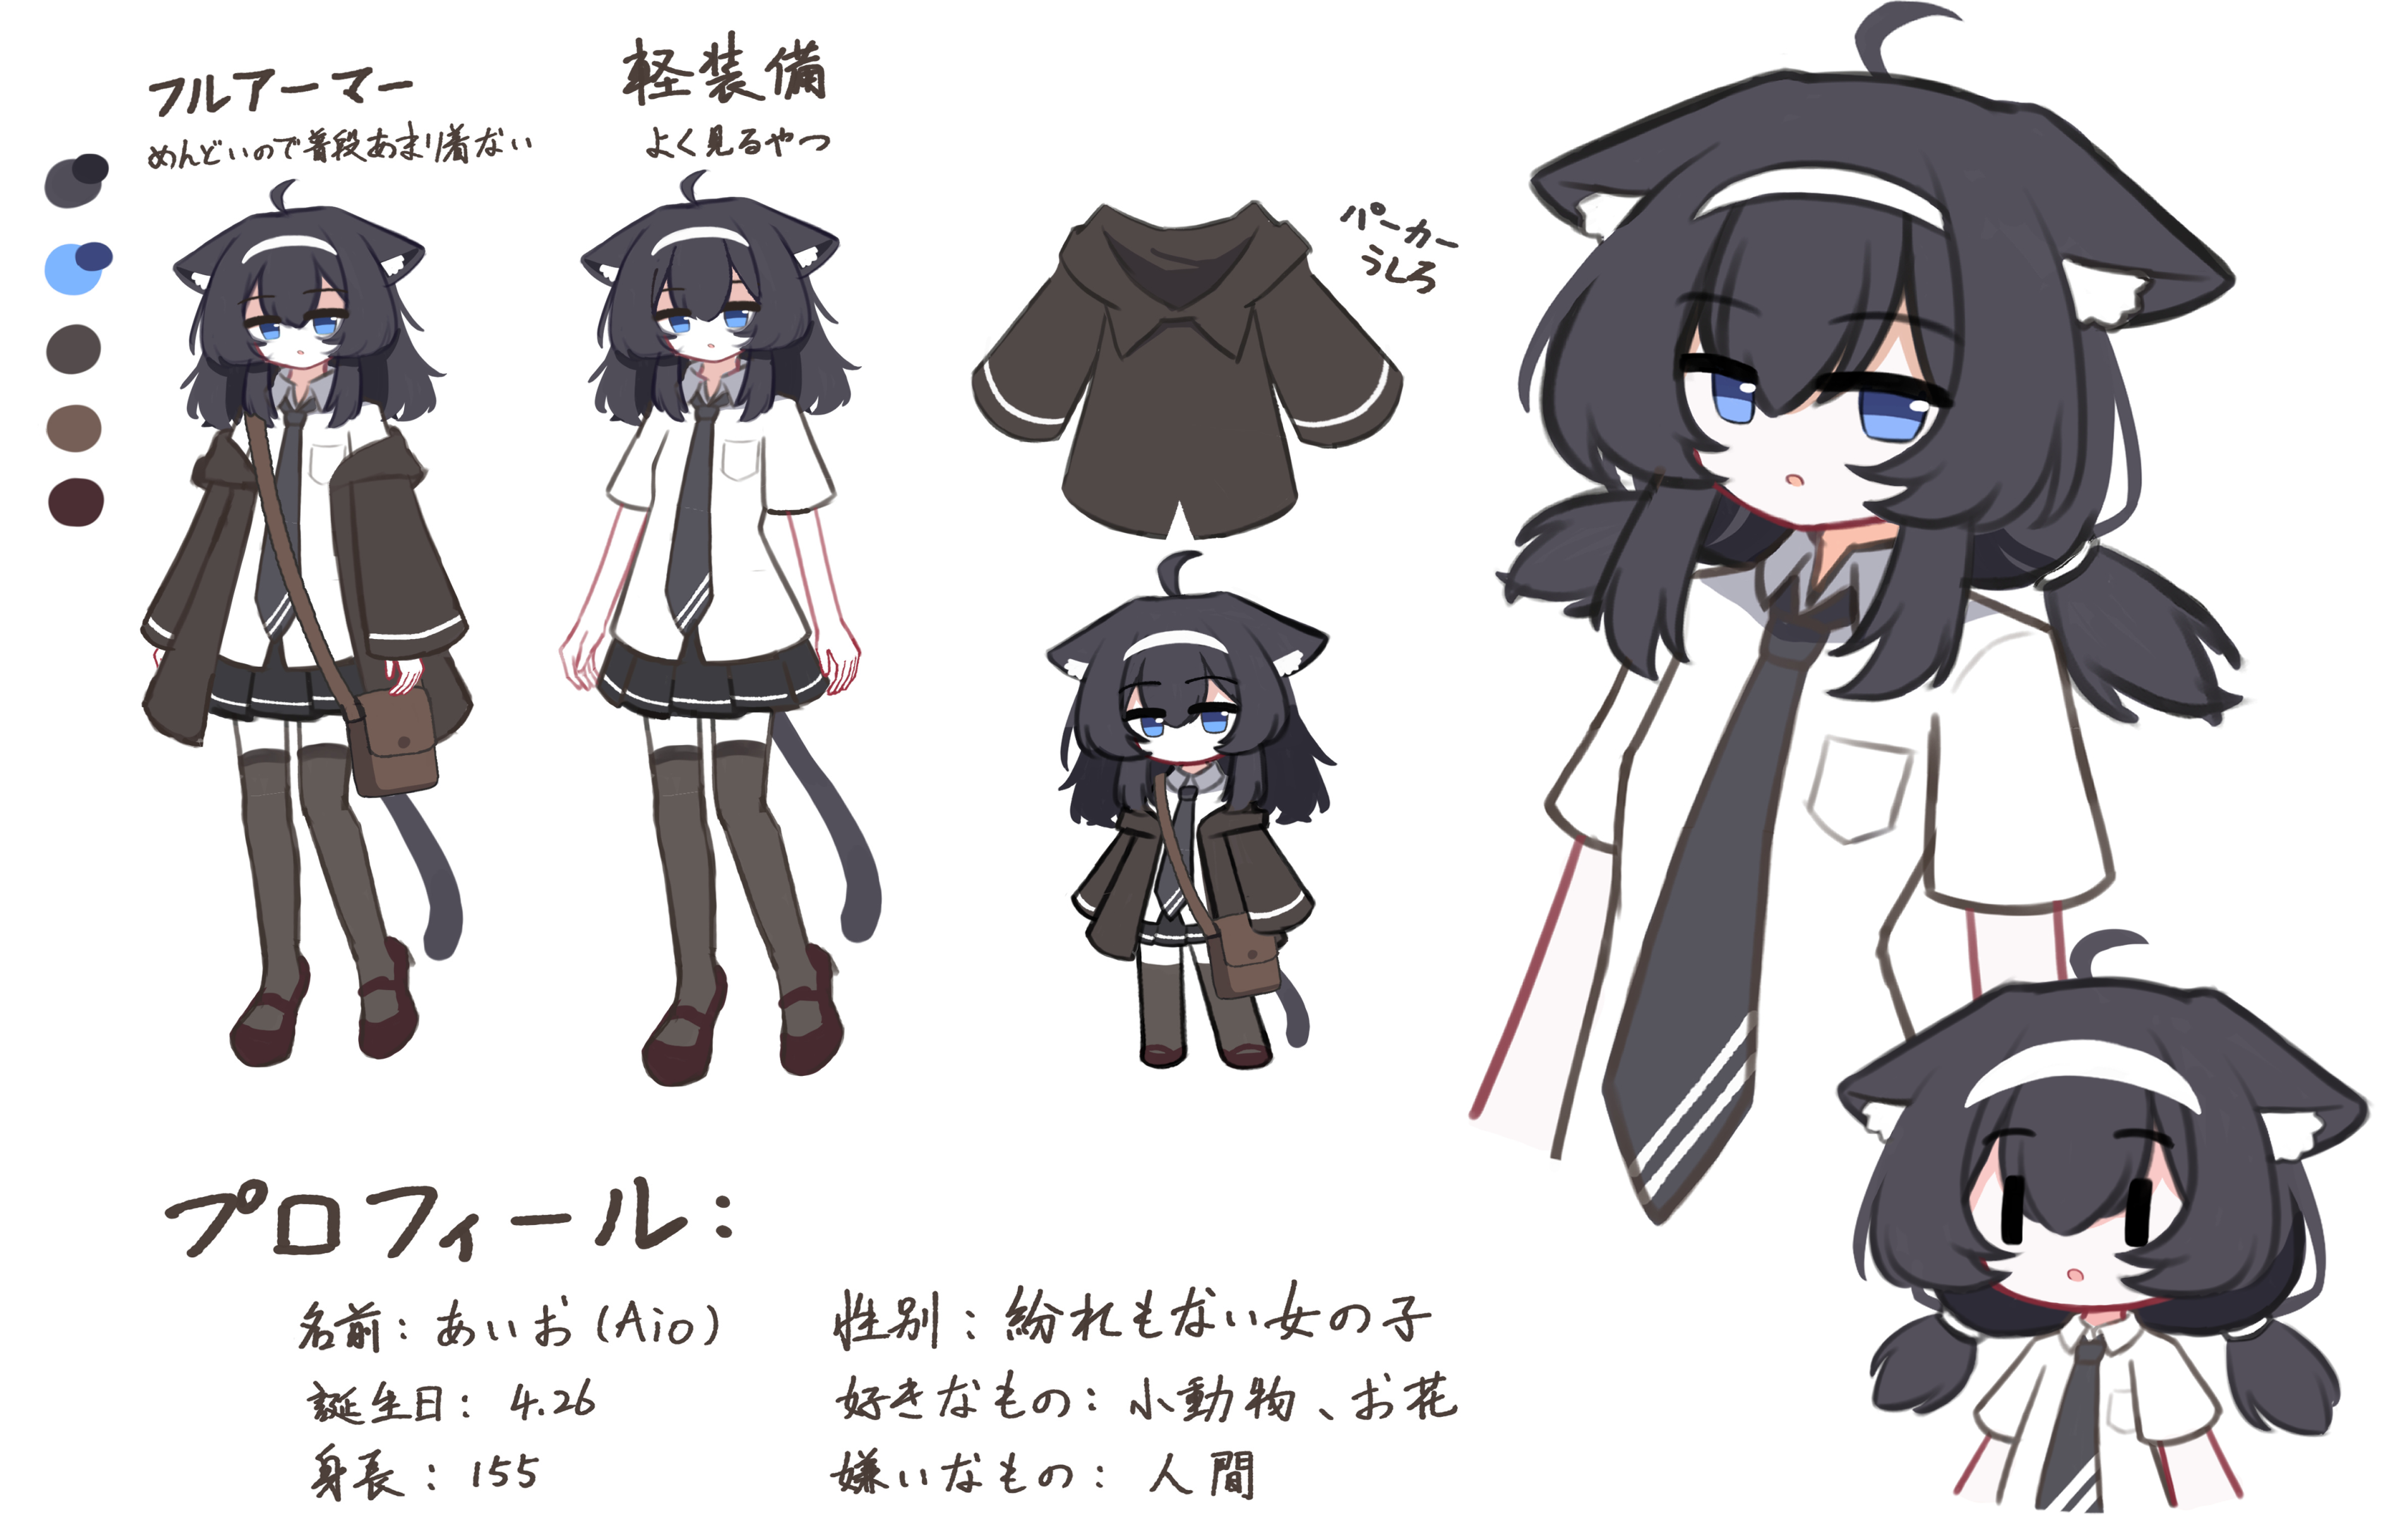 フルアーマー
めんどいので普段あまり着ない
軽装備
よく見るやつ
パーカー
うしろ
プロフィール:
名前: あいお (Aio)
誕生日: 4.26
身長: 155
性別: 紛れもない女の子
好きなもの: 小動物、お花
嫌いなもの: 人間